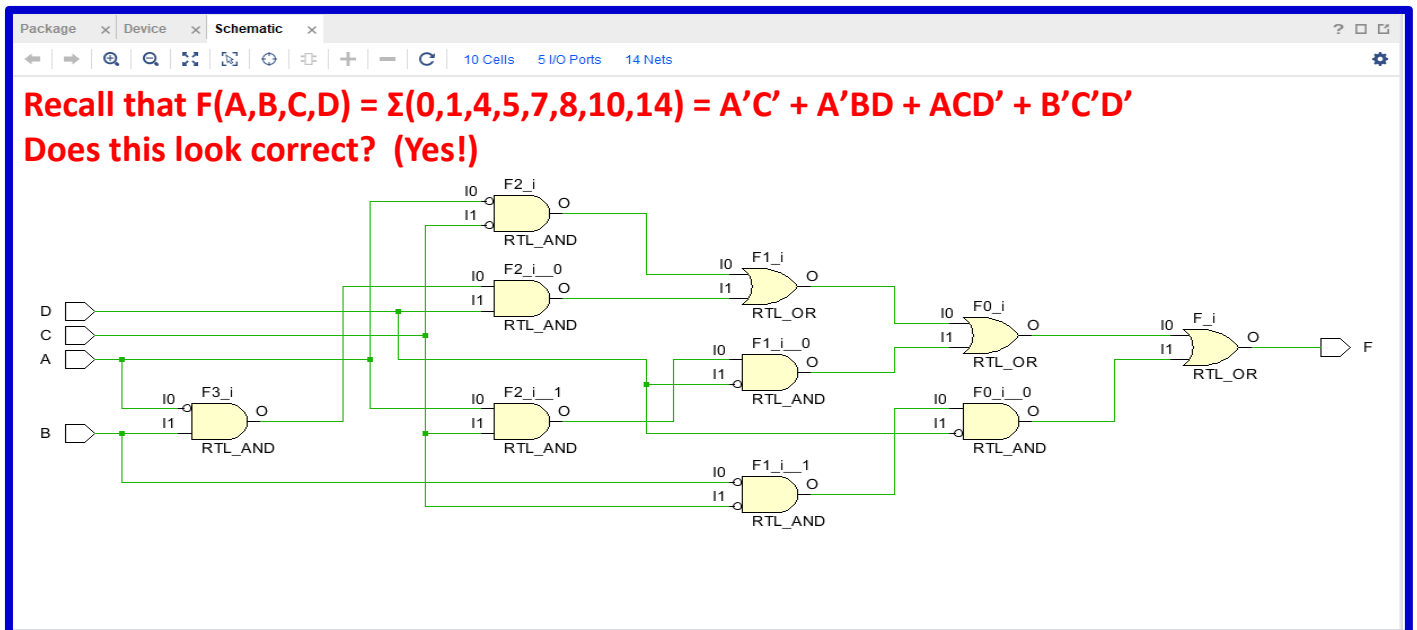 Package × Device × Schematic × ?
10 Cells 5 I/O Ports 14 Nets
Recall that F(A,B,C,D) = Σ(0,1,4,5,7,8,10,14) = A’C’ + A’BD + ACD’ + B’C’D’
Does this look correct? (Yes!)
F2_i
I0
I1
O
RTL_AND
F2_i__0
I0
I1
O
RTL_AND
F1_i
I0
I1
O
RTL_OR
D
C
A
B
F3_i
I0
I1
O
RTL_AND
F2_i__1
I0
I1
O
RTL_AND
F1_i__0
I0
I1
O
RTL_AND
F1_i__1
I0
I1
O
RTL_AND
F0_i
I0
I1
O
RTL_OR
F0_i__0
I0
I1
O
RTL_AND
F_i
I0
I1
O
RTL_OR
F